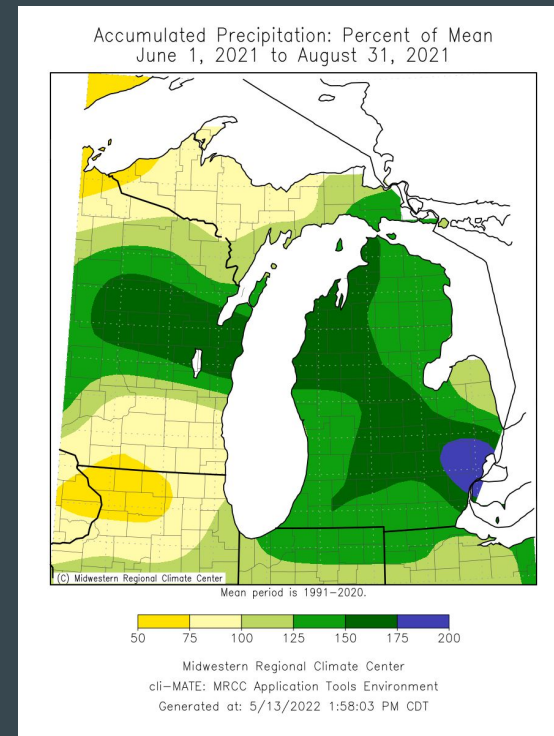 Accumulated Precipitation: Percent of Mean
June 1, 2021 to August 31, 2021
(C) Midwestern Regional Climate Center
Mean period is 1991-2020.
50 75 100 125 150 175 200
Midwestern Regional Climate Center
cli-MATE: MRCC Application Tools Environment
Generated at: 5/13/2022 1:58:03 PM CDT